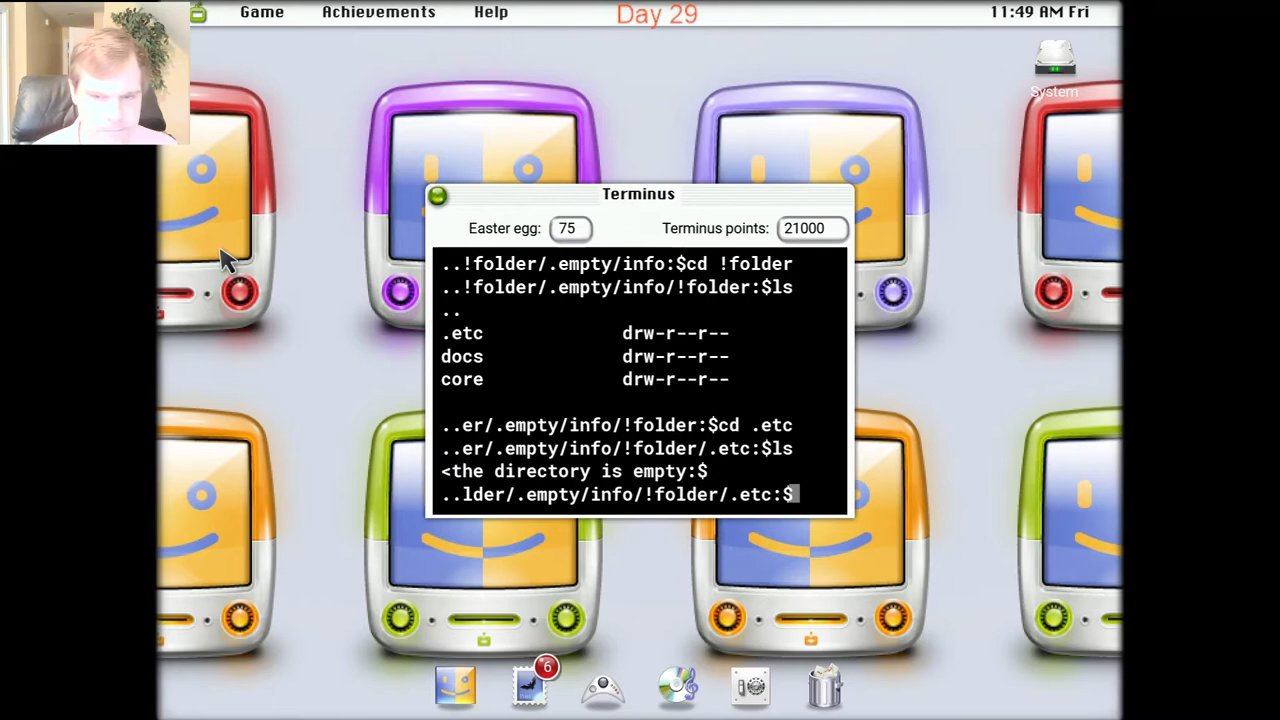 Game Achievements Help Day 29 11:49 AM Fri
System
Terminus
Easter egg: 75 Terminus points: 21000
..!folder/.empty/info:$cd !folder
..!folder/.empty/info/!folder:$ls
..
.etc drw-r--r--
docs drw-r--r--
core drw-r--r--
..er/.empty/info/!folder:$cd .etc
..er/.empty/info/!folder/.etc:$ls
<the directory is empty:$
..lder/.empty/info/!folder/.etc:$
6